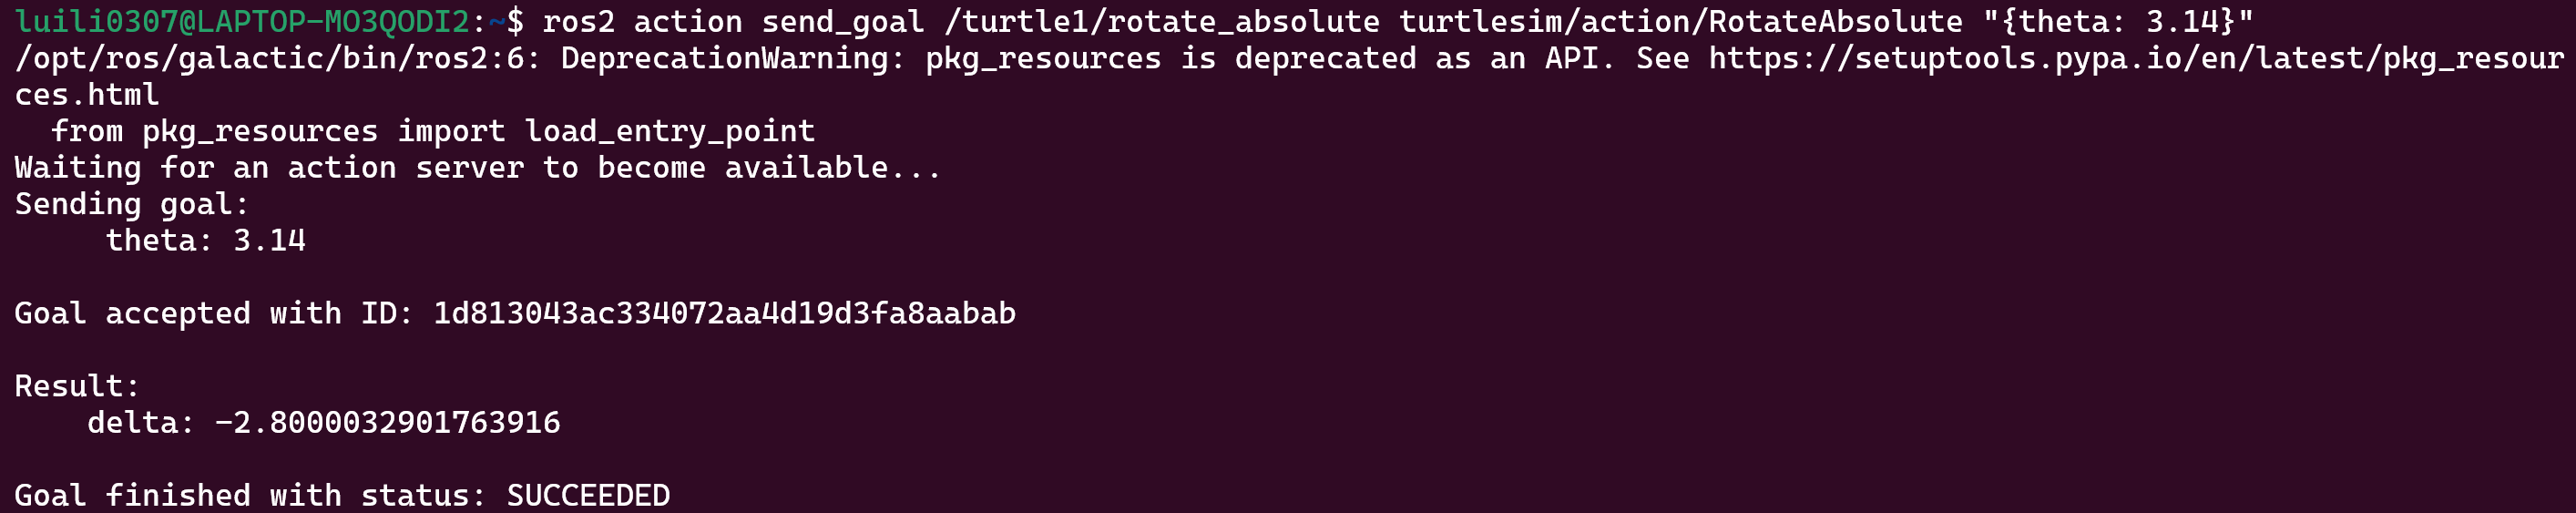 luili0307@LAPTOP-MO3QODI2:~$ ros2 action send_goal /turtle1/rotate_absolute turtlesim/action/RotateAbsolute "{theta: 3.14}"
/opt/ros/galactic/bin/ros2:6: DeprecationWarning: pkg_resources is deprecated as an API. See https://setuptools.pypa.io/en/latest/pkg_resour
ces.html
  from pkg_resources import load_entry_point
Waiting for an action server to become available...
Sending goal:
     theta: 3.14

Goal accepted with ID: 1d813043ac334072aa4d19d3fa8aabab

Result:
    delta: -2.8000032901763916

Goal finished with status: SUCCEEDED